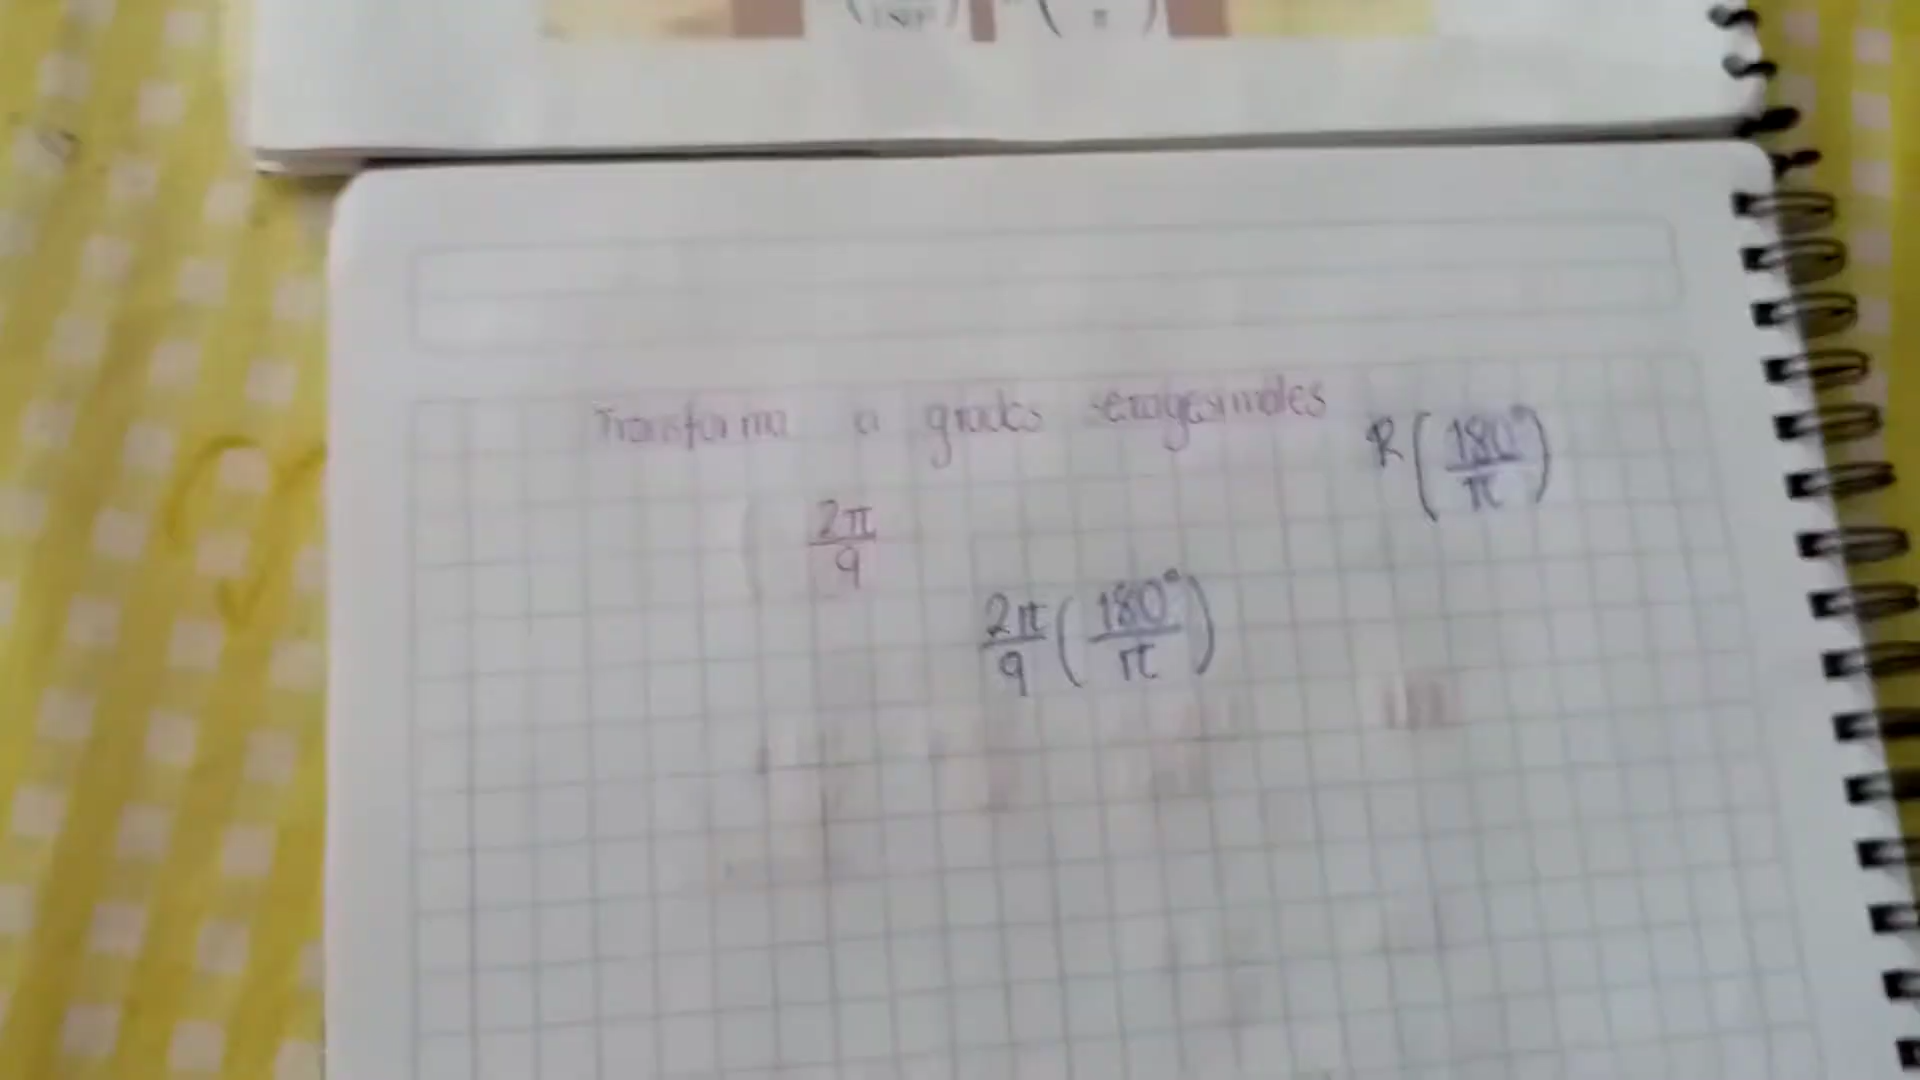 Transforma a grados sexagesimales
R(180°/π)
2π/9
2π/9(180°/π)